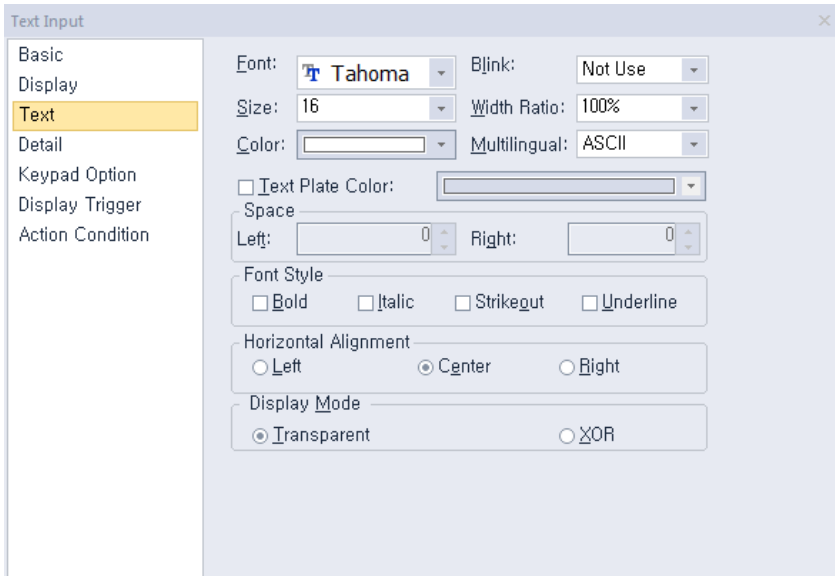 Text Input
Basic
Display
Text
Detail
Keypad Option
Display Trigger
Action Condition
Font: Tahoma Blink: Not Use
Size: 16 Width Ratio: 100%
Color: Multilingual: ASCII
Text Plate Color:
Space
Left: 0 Right: 0
Font Style
Bold Italic Strikeout Underline
Horizontal Alignment
Left Center Right
Display Mode
Transparent XOR